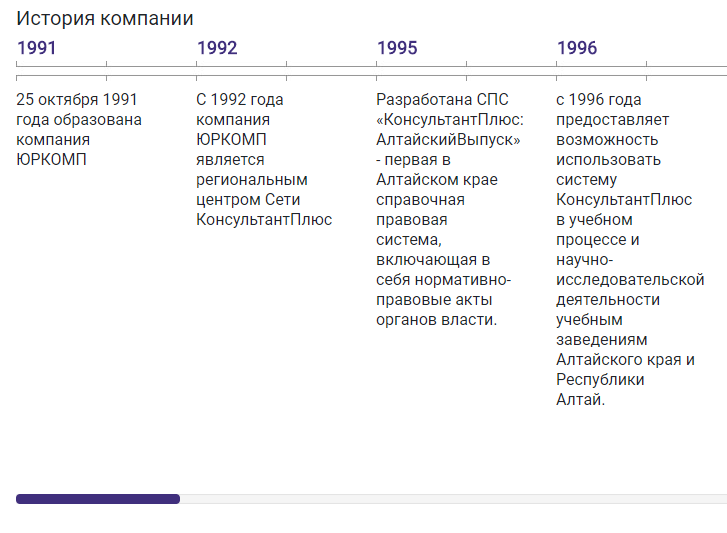 История компании
1991
1992
1995
1996
25 октября 1991
года образована
компания
ЮРКОМП
С 1992 года
компания
ЮРКОМП
является
региональным
центром Сети
КонсультантПлюс
Разработана СПС
«КонсультантПлюс:
АлтайскийВыпуск»
- первая в
Алтайском крае
справочная
правовая
система,
включающая в
себя нормативно-
правовые акты
органов власти.
с 1996 года
предоставляет
возможность
использовать
систему
КонсультантПлюс
в учебном
процессе и
научно-
исследовательской
деятельности
учебным
заведениям
Алтайского края и
Республики
Алтай.